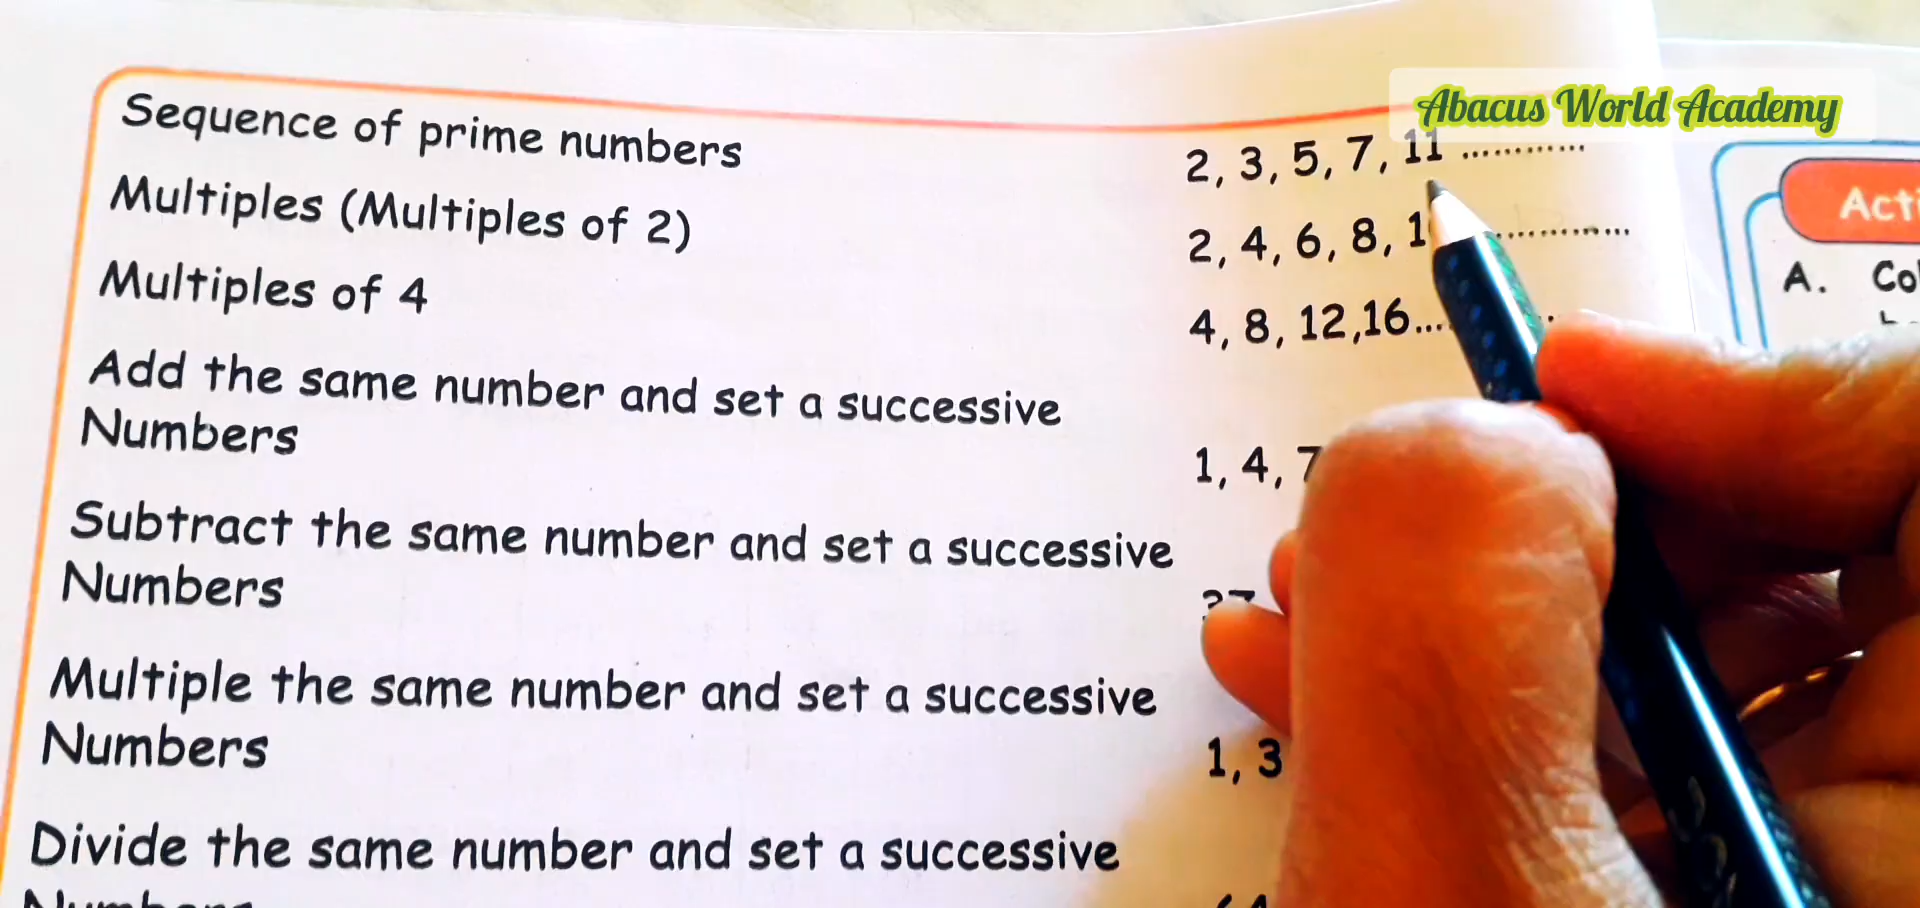 Abacus World Academy
Sequence of prime numbers 2, 3, 5, 7, 11 ............
Multiples (Multiples of 2) 2, 4, 6, 8, ..............
Multiples of 4 4, 8, 12,16....
Add the same number and set a successive
Numbers 1, 4, 7
Subtract the same number and set a successive
Numbers
Multiple the same number and set a successive
Numbers 1, 3
Divide the same number and set a successive
Numbers
A.